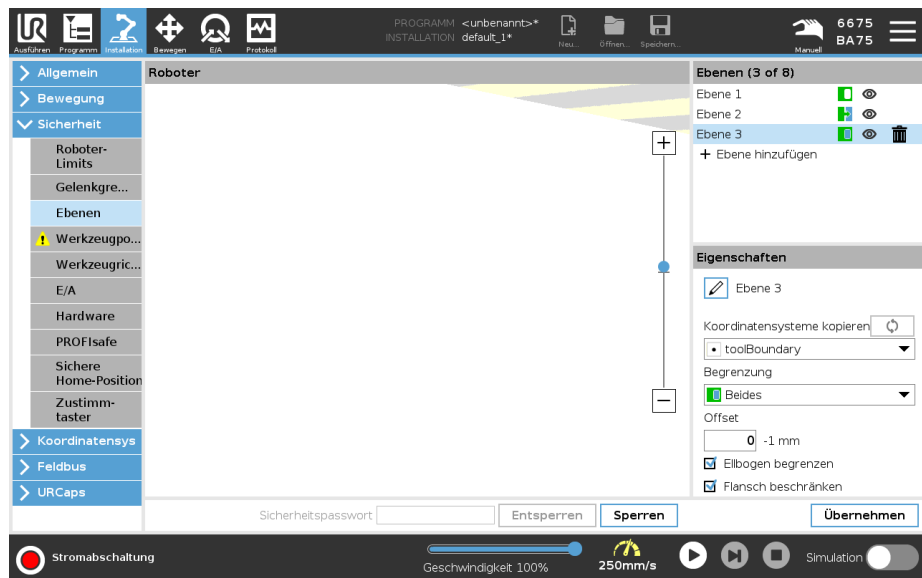 PROGRAMM <unbenannt>*
INSTALLATION default_1*
Ausführen Programm Installation Bewegen E/A Protokoll
Neu... Öffnen... Speichern...
Manuell
6675
BA75
Allgemein
Bewegung
Sicherheit
Roboter-
Limits
Gelenkgre...
Ebenen
Werkzeugpo...
Werkzeugric...
E/A
Hardware
PROFIsafe
Sichere
Home-Position
Zustimm-
taster
Koordinatensys
Feldbus
URCaps
Roboter
Sicherheitspasswort Entsperren Sperren
Ebenen (3 of 8)
Ebene 1
Ebene 2
Ebene 3
+ Ebene hinzufügen
Eigenschaften
Ebene 3
Koordinatensysteme kopieren
toolBoundary
Begrenzung
Beides
Offset
0 -1 mm
Ellbogen begrenzen
Flansch beschränken
Übernehmen
Stromabschaltung
Geschwindigkeit 100%
250mm/s
Simulation